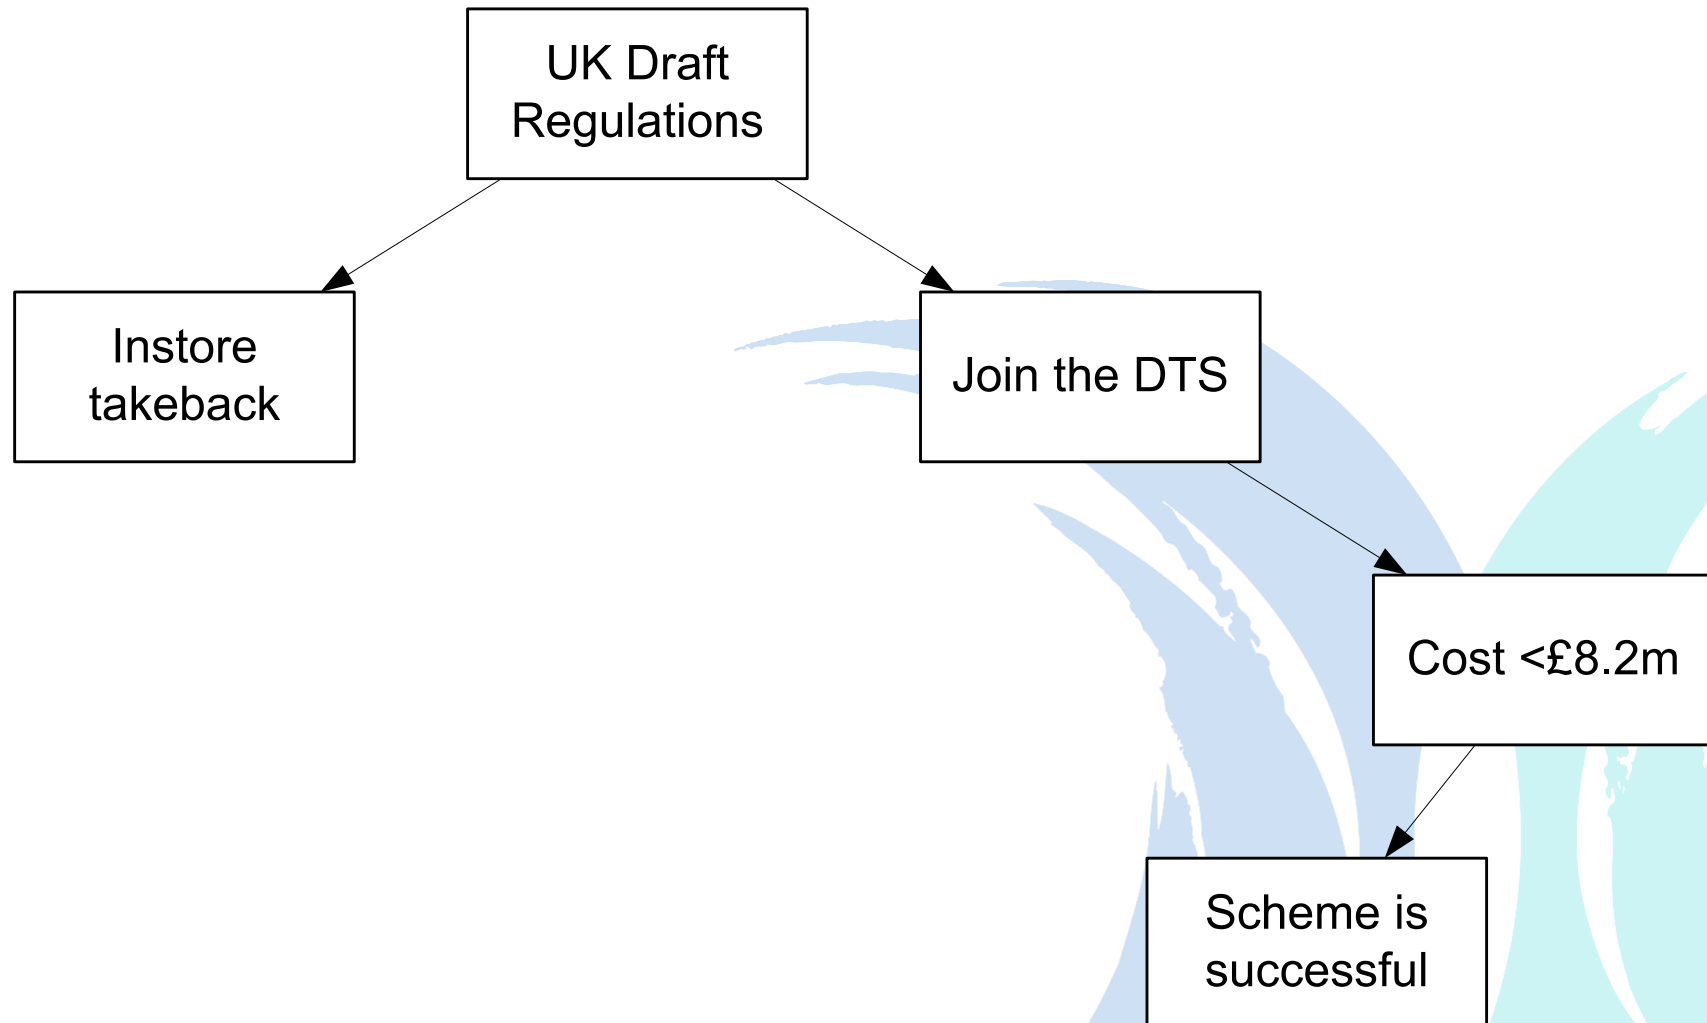 UK Draft
Regulations
Instore
takeback
Join the DTS
Cost <£8.2m
Scheme is
successful